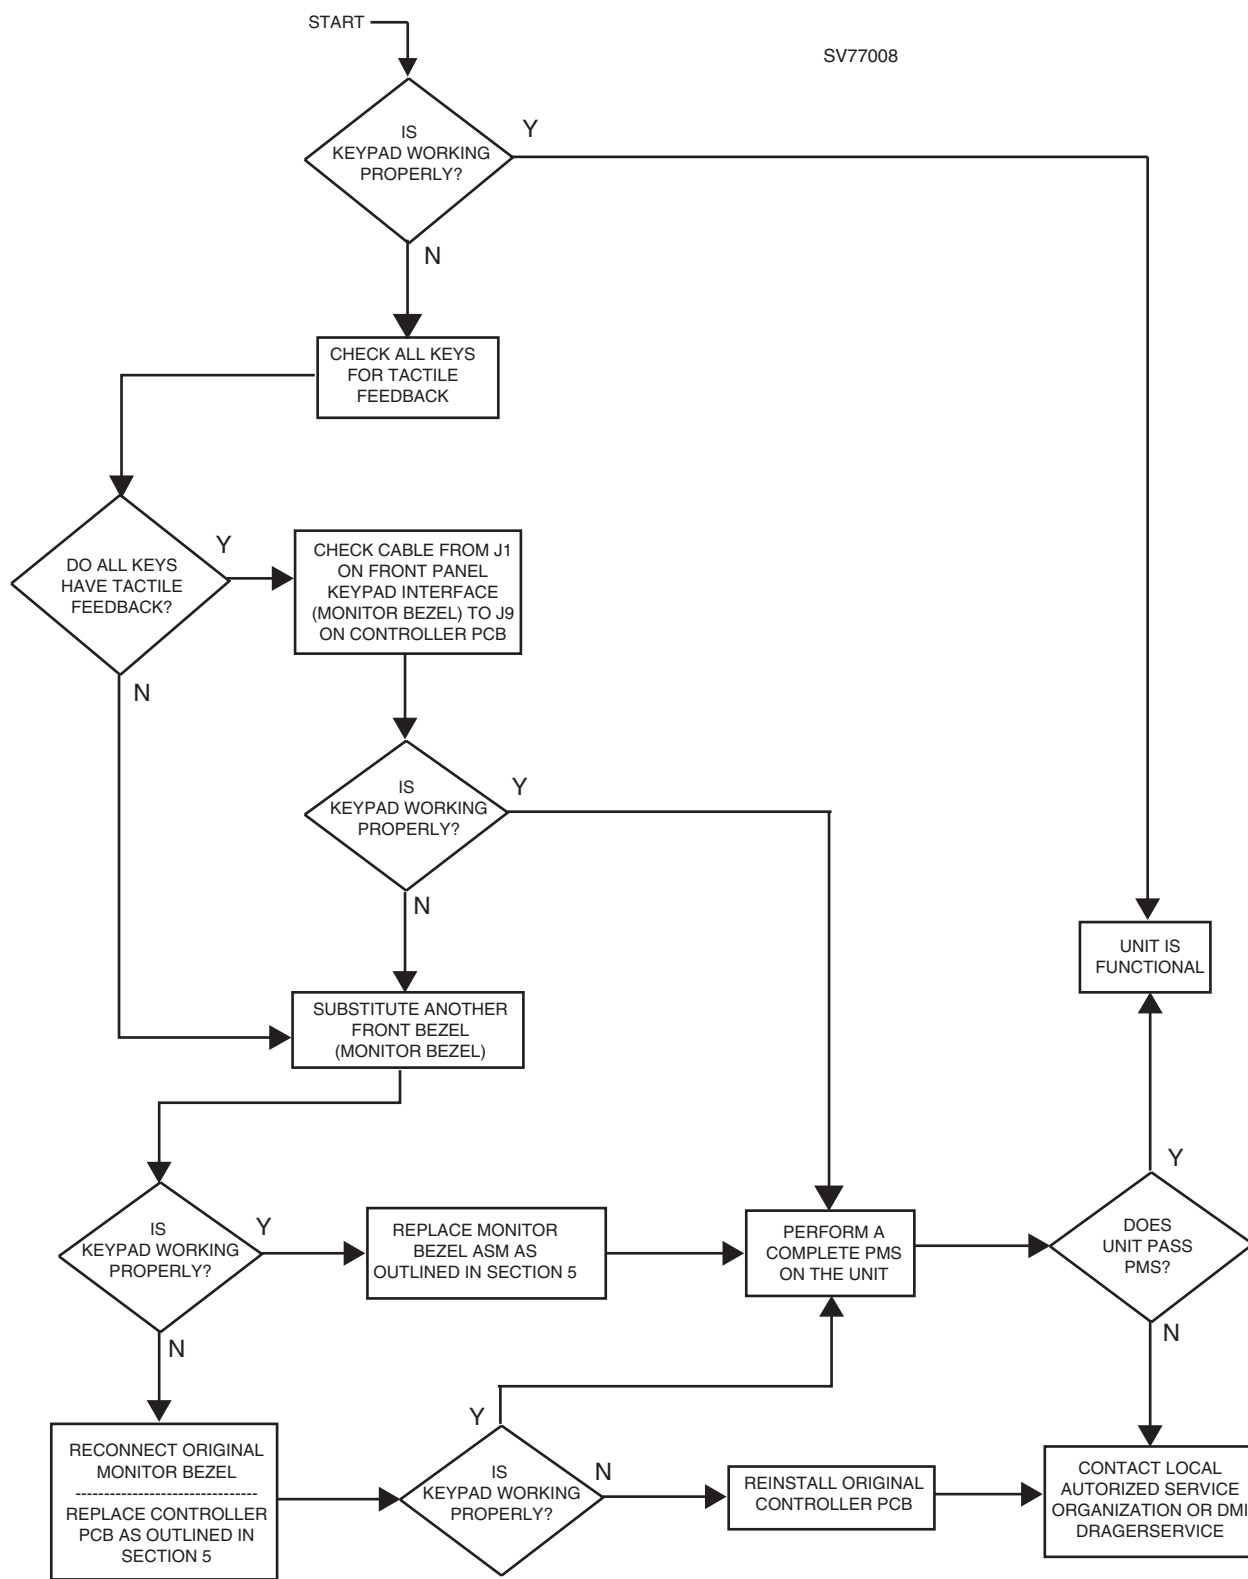 START
SV77008
IS
KEYPAD WORKING
PROPERLY?
Y
N
CHECK ALL KEYS
FOR TACTILE
FEEDBACK
DO ALL KEYS
HAVE TACTILE
FEEDBACK?
Y
N
CHECK CABLE FROM J1
ON FRONT PANEL
KEYPAD INTERFACE
(MONITOR BEZEL) TO J9
ON CONTROLLER PCB
IS
KEYPAD WORKING
PROPERLY?
Y
N
UNIT IS
FUNCTIONAL
SUBSTITUTE ANOTHER
FRONT BEZEL
(MONITOR BEZEL)
IS
KEYPAD WORKING
PROPERLY?
Y
N
REPLACE MONITOR
BEZEL ASM AS
OUTLINED IN SECTION 5
PERFORM A
COMPLETE PMS
ON THE UNIT
DOES
UNIT PASS
PMS?
Y
N
RECONNECT ORIGINAL
MONITOR BEZEL
---------------------------------
REPLACE CONTROLLER
PCB AS OUTLINED IN
SECTION 5
IS
KEYPAD WORKING
PROPERLY?
Y
N
REINSTALL ORIGINAL
CONTROLLER PCB
CONTACT LOCAL
AUTORIZED SERVICE
ORGANIZATION OR DMI
DRAGERSERVICE